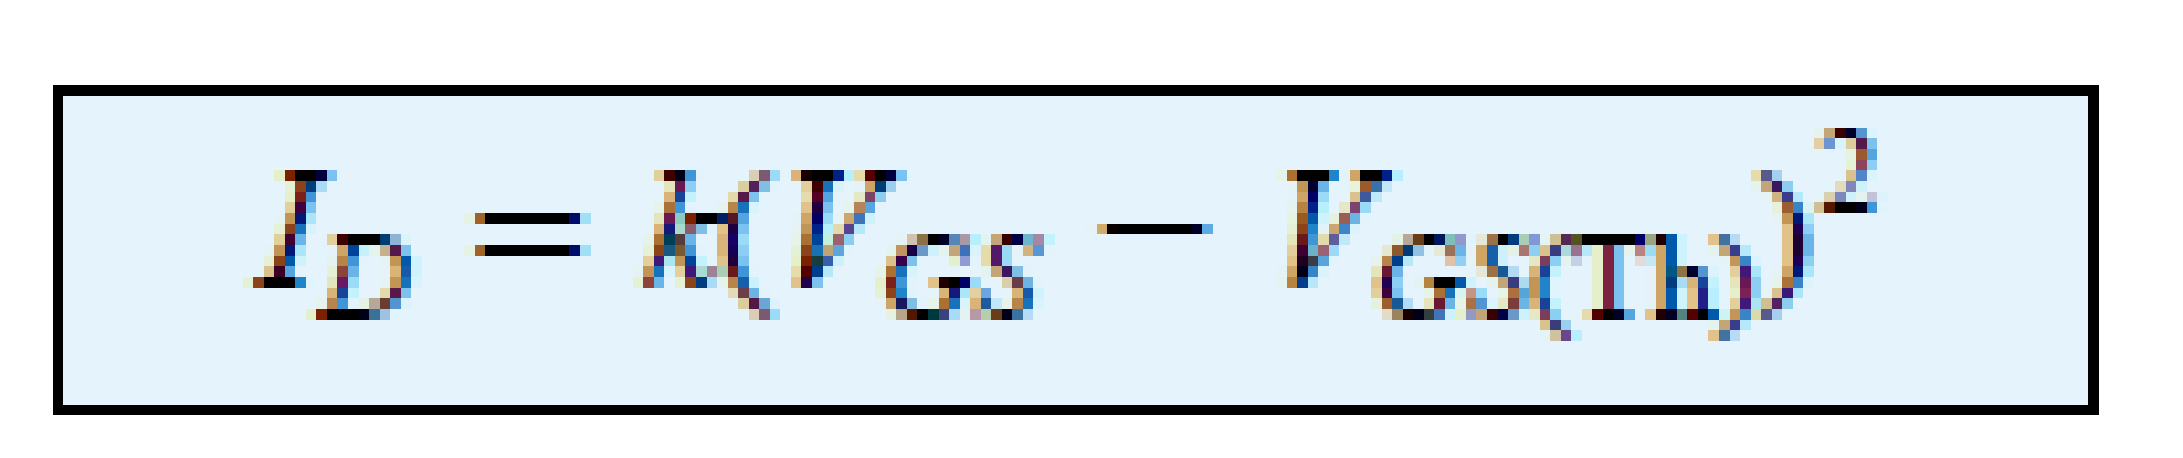 I_D = k(V_GS − V_GS(Th))²